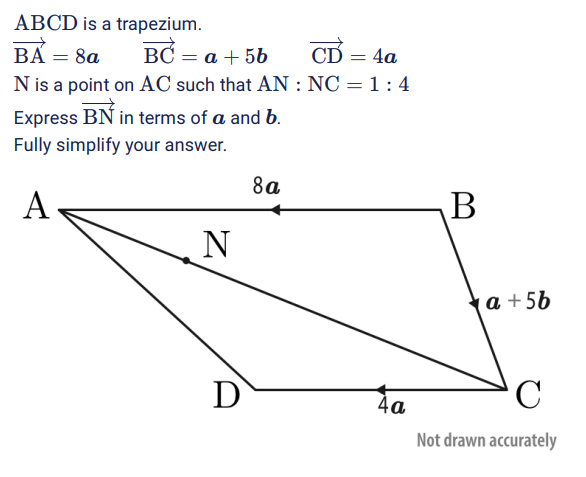 ABCD is a trapezium.
BA = 8a BC = a + 5b CD = 4a
N is a point on AC such that AN : NC = 1 : 4
Express BN in terms of a and b.
Fully simplify your answer.
8a
A
B
N
a + 5b
D
C
4a
Not drawn accurately